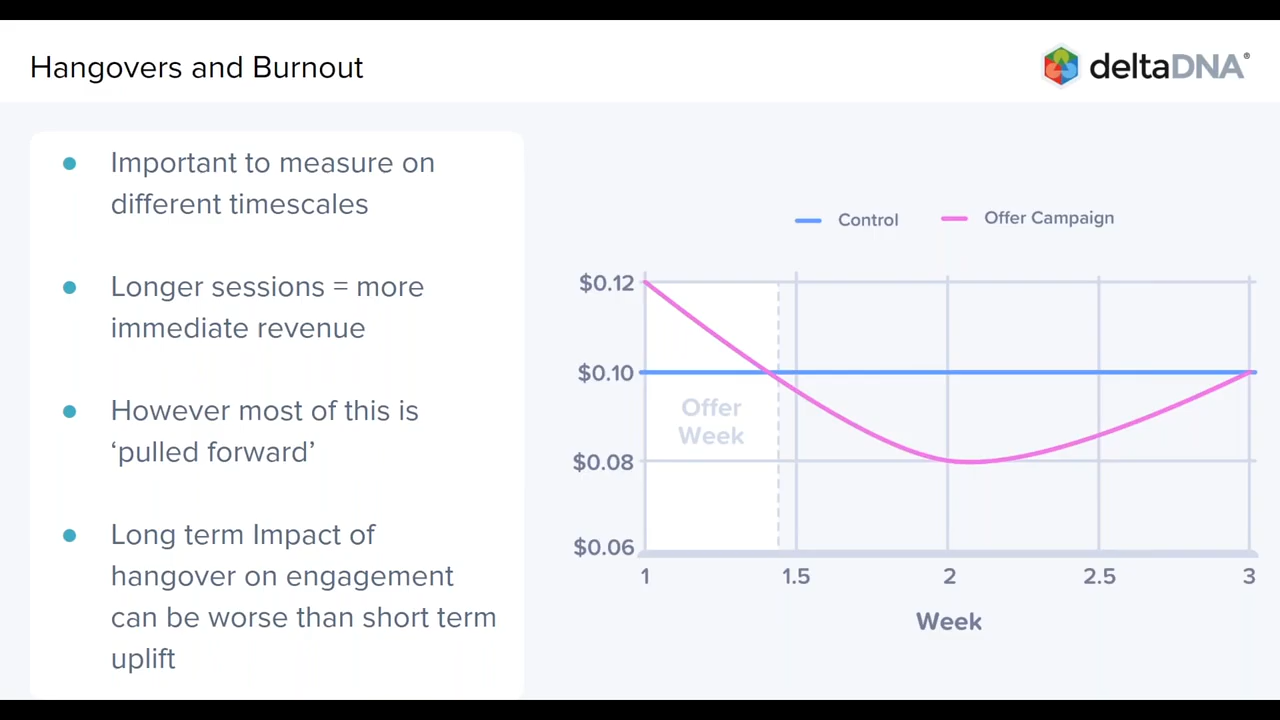 Hangovers and Burnout
deltaDNA®
Important to measure on
different timescales
Longer sessions = more
immediate revenue
However most of this is
‘pulled forward’
Long term Impact of
hangover on engagement
can be worse than short term
uplift
Control
Offer Campaign
$0.12
$0.10
$0.08
$0.06
Offer
Week
1
1.5
2
2.5
3
Week